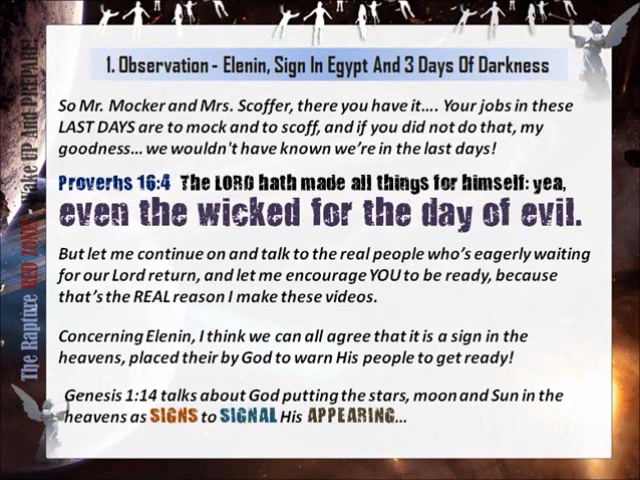 1. Observation - Elenin, Sign In Egypt And 3 Days Of Darkness
So Mr. Mocker and Mrs. Scoffer, there you have it.... Your jobs in these
LAST DAYS are to mock and to scoff, and if you did not do that, my
goodness... we wouldn't have known we're in the last days!
Proverbs 16:4 The LORD hath made all things for himself: yea,
even the wicked for the day of evil.
But let me continue on and talk to the real people who's eagerly waiting
for our Lord return, and let me encourage YOU to be ready, because
that's the REAL reason I make these videos.
Concerning Elenin, I think we can all agree that it is a sign in the
heavens, placed their by God to warn His people to get ready!
Genesis 1:14 talks about God putting the stars, moon and Sun in the
heavens as SIGNS to SIGNAL His APPEARING...
The Rapture RED ZONE! Wake UP And PREPARE!